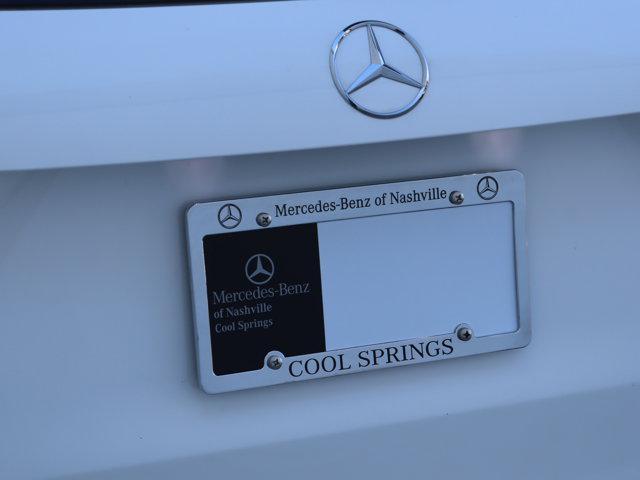 Mercedes-Benz of Nashville
Mercedes-Benz
of Nashville
Cool Springs
COOL SPRINGS